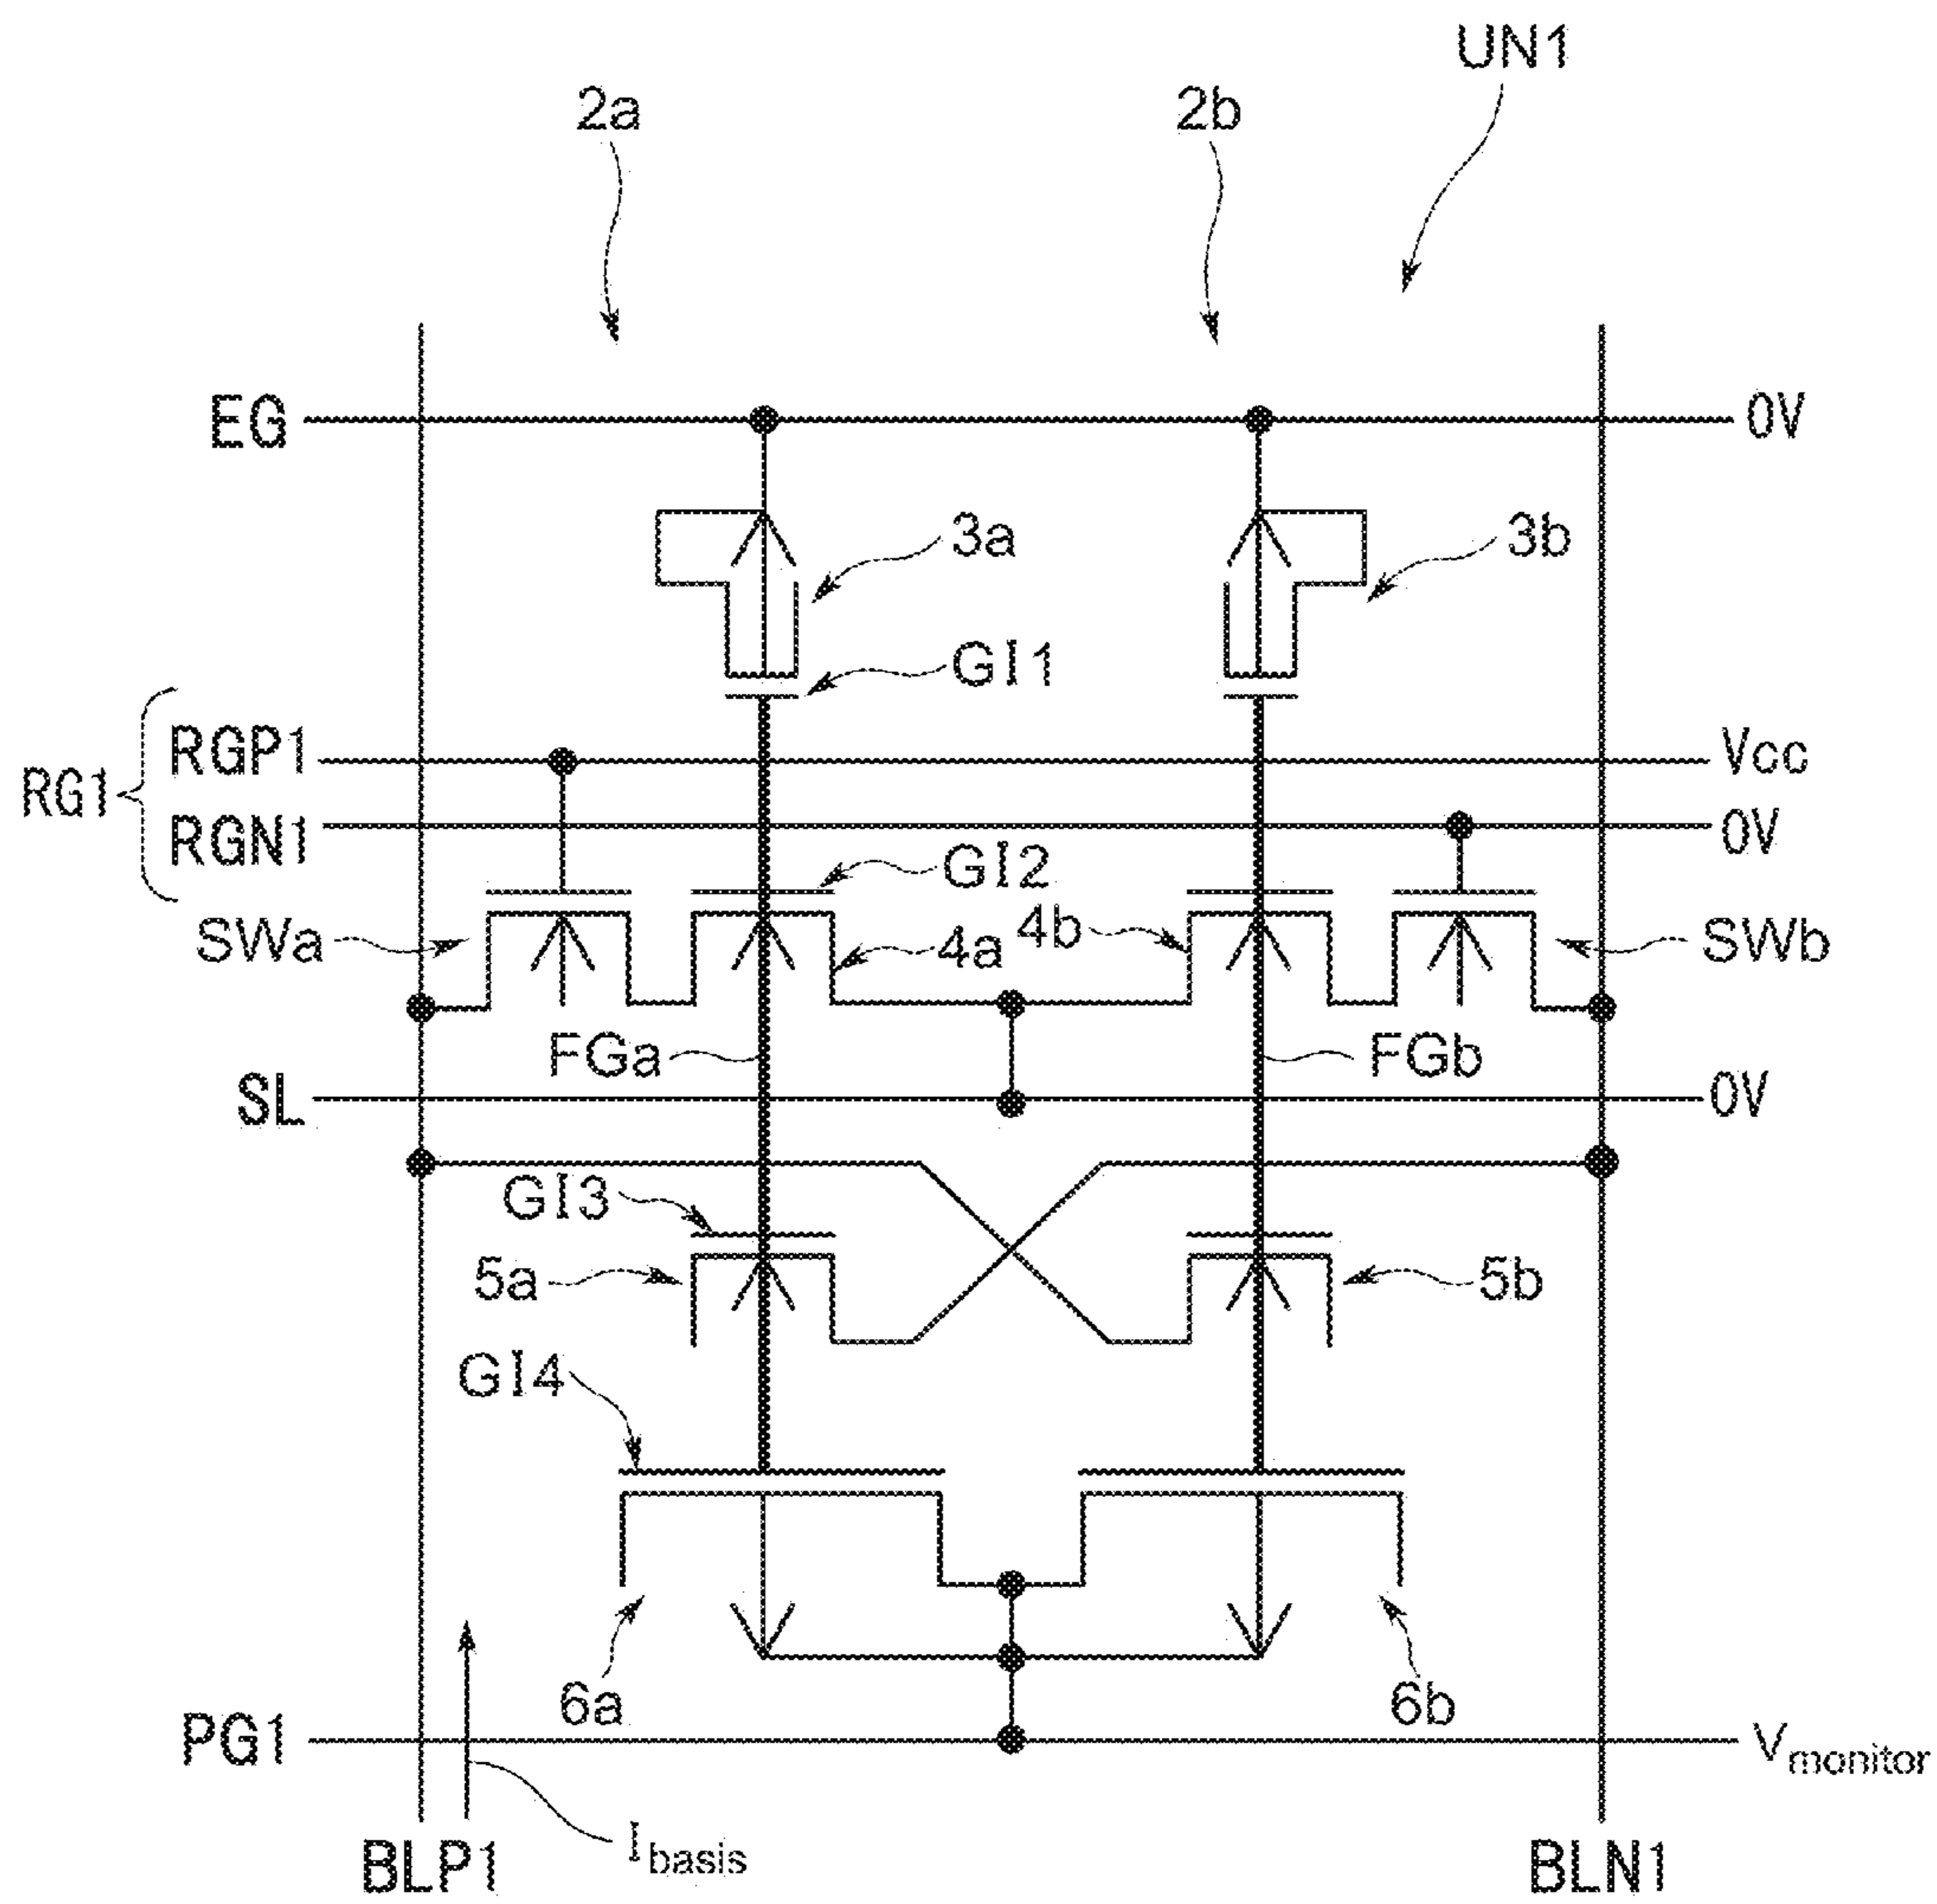 UN1
2a 2b
EG 0V
3a 3b
GI1
RGP1 Vcc
RG1
RGN1 0V
GI2
SWa 4a 4b SWb
FGa FGb
SL 0V
GI3
5a 5b
GI4
6a 6b
PG1 Vmonitor
Ibasis
BLP1 BLN1